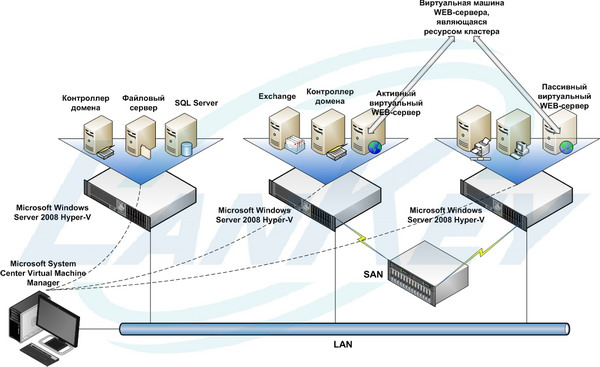 Виртуальная машина
WEB-сервера,
являющаяся
ресурсом кластера
Контроллер
домена
Файловый
сервер
SQL Server
Exchange
Контроллер
домена
Активный
виртуальный
WEB-сервер
Пассивный
виртуальный
WEB-сервер
Microsoft Windows
Server 2008 Hyper-V
Microsoft Windows
Server 2008 Hyper-V
Microsoft Windows
Server 2008 Hyper-V
Microsoft System
Center Virtual Machine
Manager
SAN
LAN
LANKEY